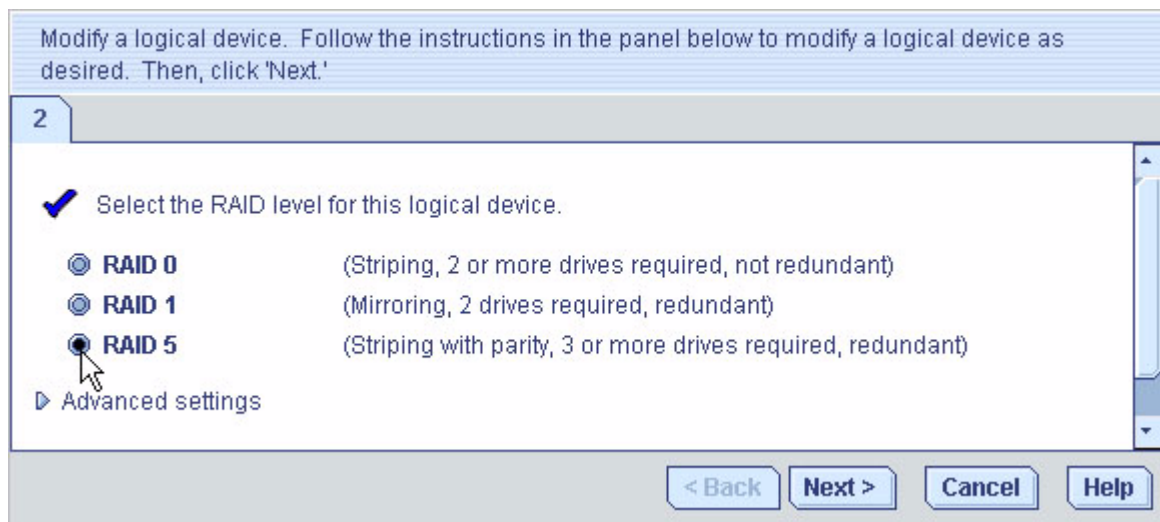 Modify a logical device. Follow the instructions in the panel below to modify a logical device as
desired. Then, click 'Next.'
2
Select the RAID level for this logical device.
RAID 0 (Striping, 2 or more drives required, not redundant)
RAID 1 (Mirroring, 2 drives required, redundant)
RAID 5 (Striping with parity, 3 or more drives required, redundant)
Advanced settings
< Back Next > Cancel Help